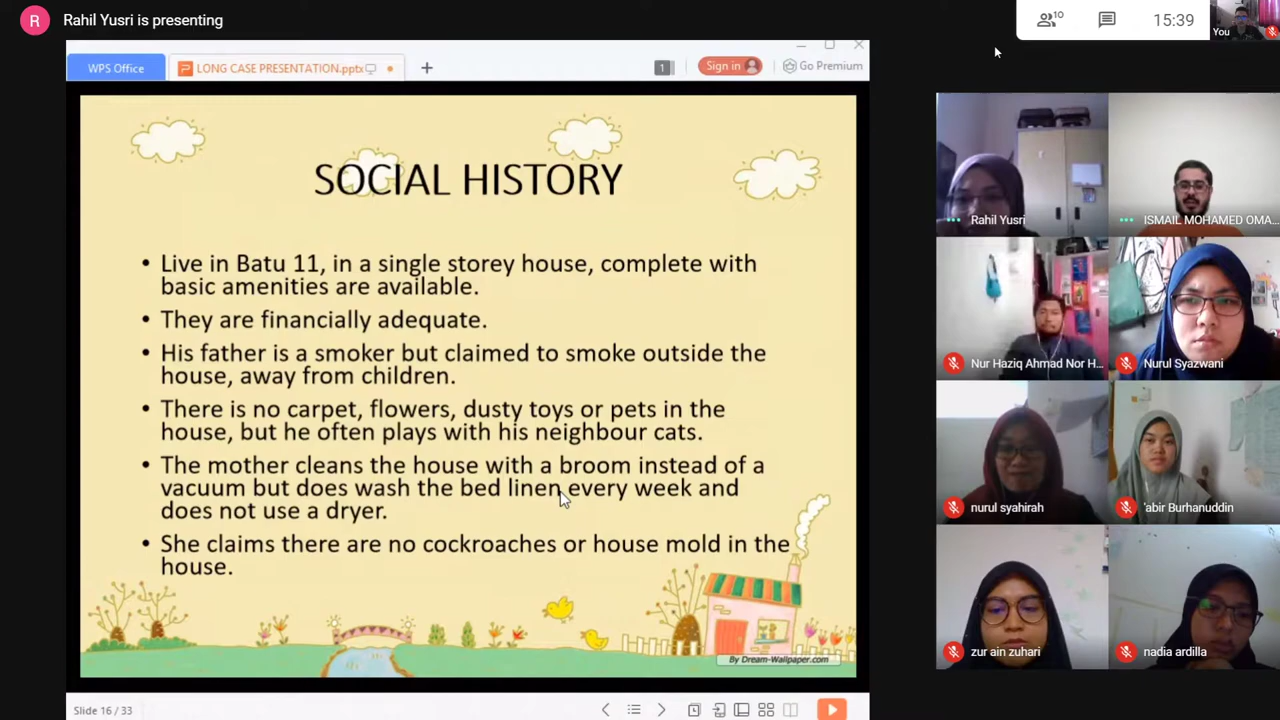 R Rahil Yusri is presenting
10
15:39
You
WPS Office
LONG CASE PRESENTATION.pptx
1
Sign in
Go Premium
SOCIAL HISTORY
• Live in Batu 11, in a single storey house, complete with
basic amenities are available.
• They are financially adequate.
• His father is a smoker but claimed to smoke outside the
house, away from children.
• There is no carpet, flowers, dusty toys or pets in the
house, but he often plays with his neighbour cats.
• The mother cleans the house with a broom instead of a
vacuum but does wash the bed linen every week and
does not use a dryer.
• She claims there are no cockroaches or house mold in the
house.
By Dream-Wallpaper.com
Slide 16 / 33
Rahil Yusri
ISMAIL MOHAMED OMA...
Nur Haziq Ahmad Nor H...
Nurul Syazwani
nurul syahirah
'abir Burhanuddin
zur ain zuhari
nadia ardilla